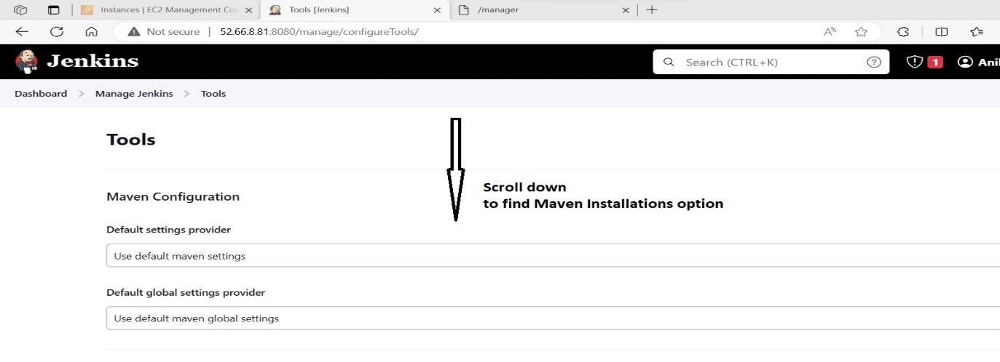 Instances | EC2 Management Con
Tools [Jenkins]
/manager
Not secure | 52.66.8.81:8080/manage/configureTools/
Jenkins
Search (CTRL+K)
1
Ani
Dashboard > Manage Jenkins > Tools
Tools
Scroll down
to find Maven Installations option
Maven Configuration
Default settings provider
Use default maven settings
Default global settings provider
Use default maven global settings